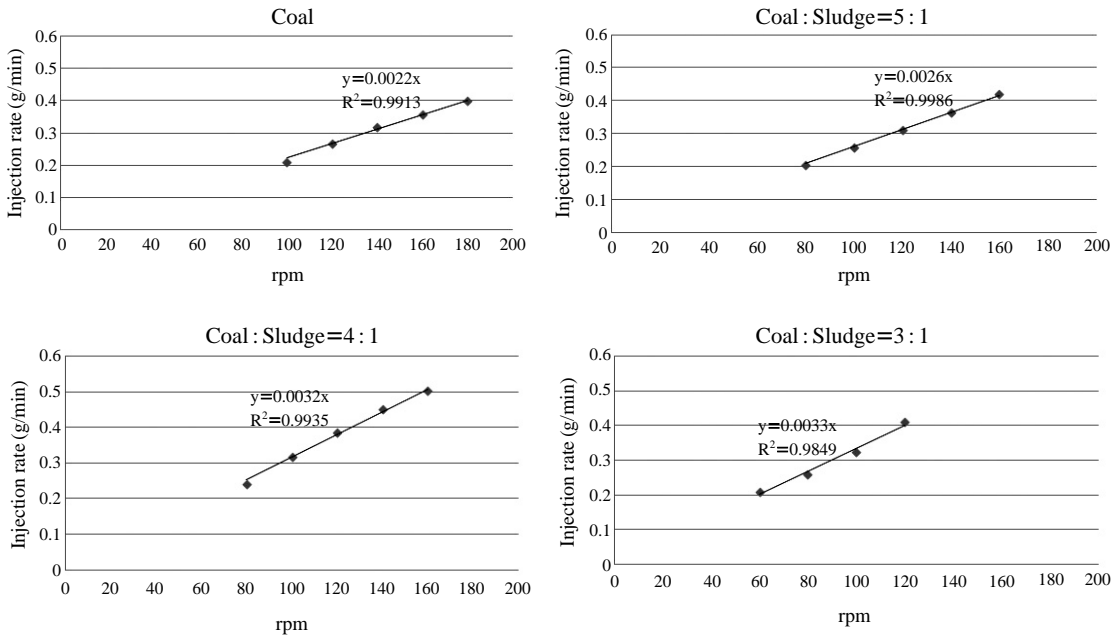 Coal
Injection rate (g/min)
0.6
0.5
0.4
0.3
0.2
0.1
0
y=0.0022x
R²=0.9913
0 20 40 60 80 100 120 140 160 180 200
rpm
Coal : Sludge=5 : 1
Injection rate (g/min)
0.6
0.5
0.4
0.3
0.2
0.1
0
y=0.0026x
R²=0.9986
0 20 40 60 80 100 120 140 160 180 200
rpm
Coal : Sludge=4 : 1
Injection rate (g/min)
0.6
0.5
0.4
0.3
0.2
0.1
0
y=0.0032x
R²=0.9935
0 20 40 60 80 100 120 140 160 180 200
rpm
Coal : Sludge=3 : 1
Injection rate (g/min)
0.6
0.5
0.4
0.3
0.2
0.1
0
y=0.0033x
R²=0.9849
0 20 40 60 80 100 120 140 160 180 200
rpm